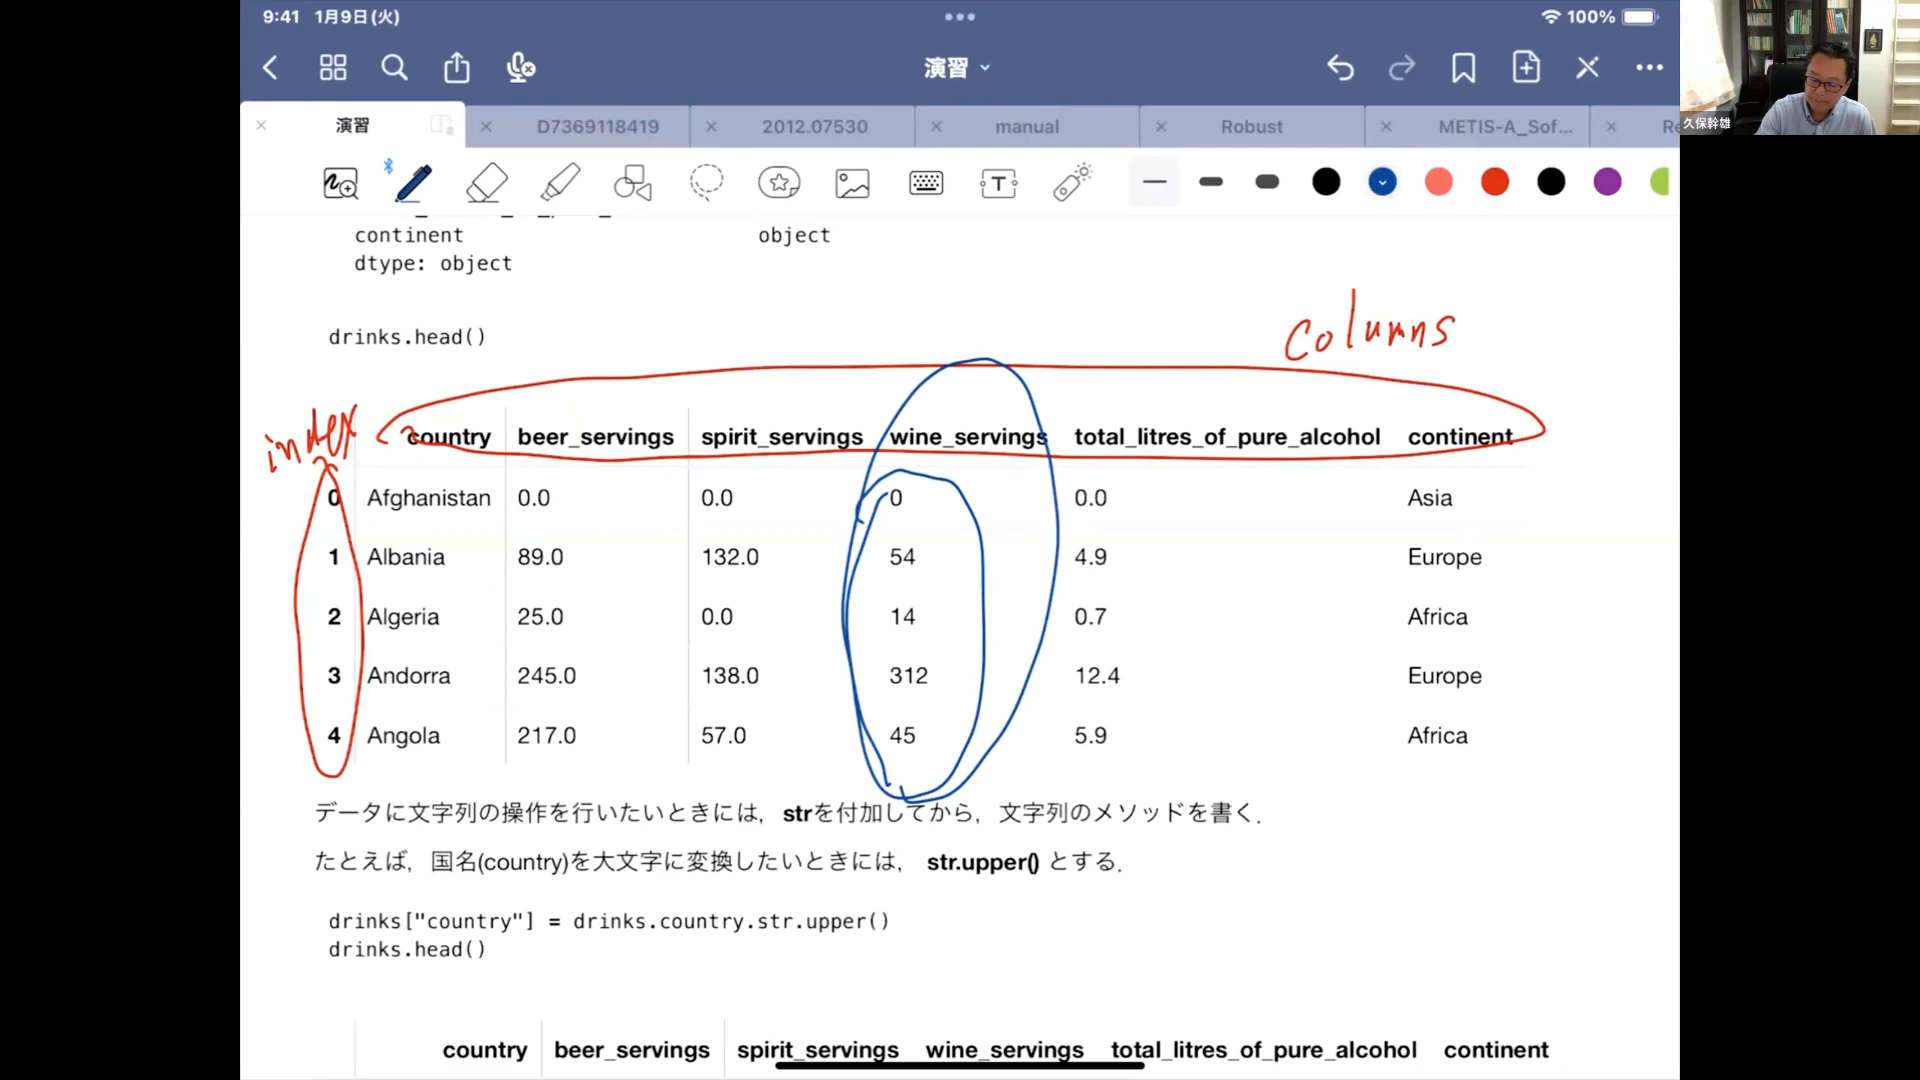 9:41 1月9日(火)
100%
演習
久保幹雄
演習 D7369118419 2012.07530 manual Robust METIS-A_Sof... Re
continent object
dtype: object
drinks.head()
columns
index
country beer_servings spirit_servings wine_servings total_litres_of_pure_alcohol continent
0 Afghanistan 0.0 0.0 0 0.0 Asia
1 Albania 89.0 132.0 54 4.9 Europe
2 Algeria 25.0 0.0 14 0.7 Africa
3 Andorra 245.0 138.0 312 12.4 Europe
4 Angola 217.0 57.0 45 5.9 Africa
データに文字列の操作を行いたいときには，strを付加してから，文字列のメソッドを書く．
たとえば，国名(country)を大文字に変換したいときには， str.upper() とする．
drinks["country"] = drinks.country.str.upper()
drinks.head()
country beer_servings spirit_servings wine_servings total_litres_of_pure_alcohol continent